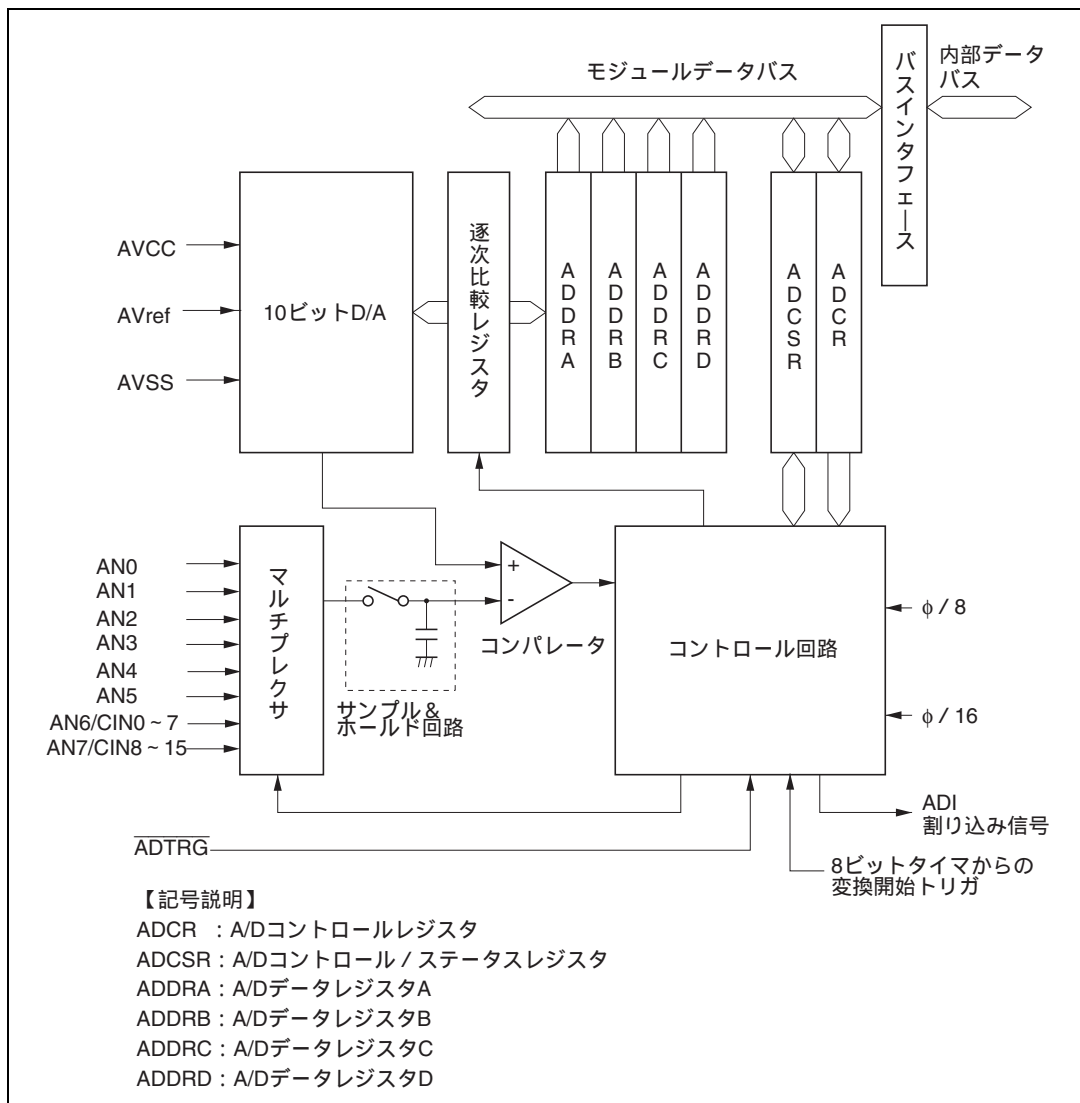 モジュールデータバス
バスインタフェース
内部データ
バス
AVCC
AVref
AVSS
10ビットD/A
逐次比較レジスタ
ADDRA
ADDRB
ADDRC
ADDRD
ADCSR
ADCR
AN0
AN1
AN2
AN3
AN4
AN5
AN6/CIN0 ~ 7
AN7/CIN8 ~ 15
マルチプレクサ
サンプル&
ホールド回路
+
-
コンパレータ
コントロール回路
φ / 8
φ / 16
ADI
割り込み信号
8ビットタイマからの
変換開始トリガ
ADTRG
【記号説明】
ADCR : A/Dコントロールレジスタ
ADCSR : A/Dコントロール / ステータスレジスタ
ADDRA : A/DデータレジスタA
ADDRB : A/DデータレジスタB
ADDRC : A/DデータレジスタC
ADDRD : A/DデータレジスタD